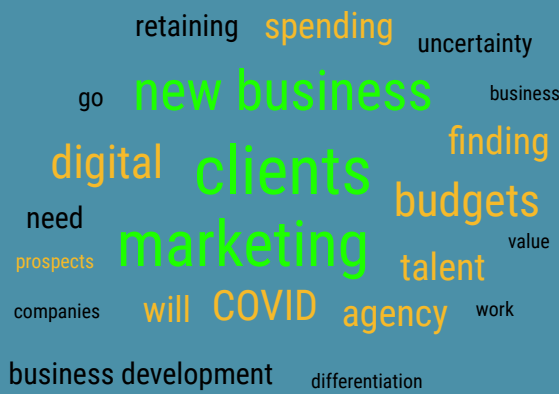 retaining spending uncertainty
go new business business
digital clients finding
need marketing budgets
prospects talent value
companies will COVID agency work
business development differentiation